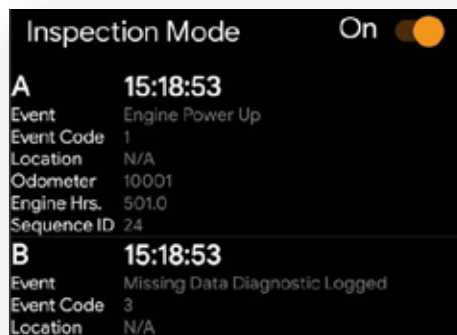 Inspection Mode On
A 15:18:53
Event Engine Power Up
Event Code 1
Location N/A
Odometer 10001
Engine Hrs. 501.0
Sequence ID 24
B 15:18:53
Event Missing Data Diagnostic Logged
Event Code 3
Location N/A